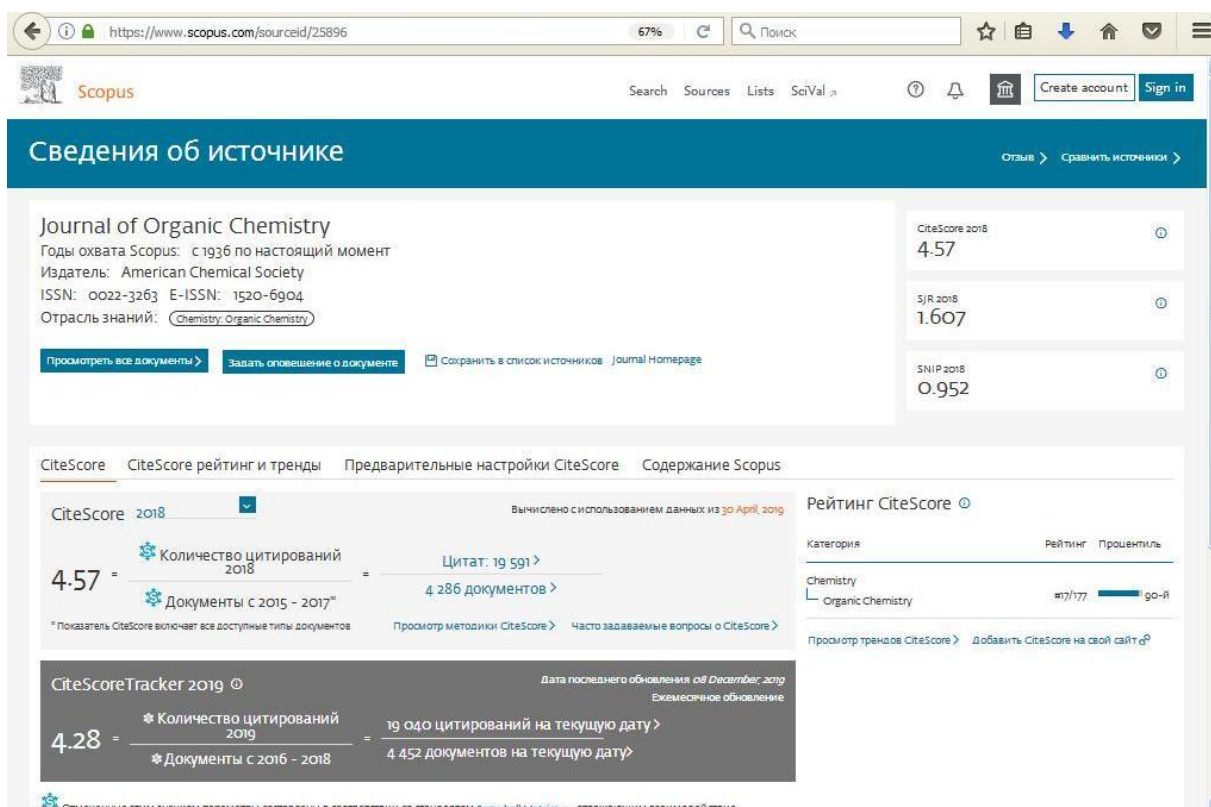 https://www.scopus.com/sourceid/25896 67% Поиск
Scopus Search Sources Lists SciVal Create account Sign in
Сведения об источнике Отзыв Сравнить источники
Journal of Organic Chemistry
Годы охвата Scopus: с 1936 по настоящий момент
Издатель: American Chemical Society
ISSN: 0022-3263 E-ISSN: 1520-6904
Отрасль знаний: Chemistry: Organic Chemistry
Просмотреть все документы > Задать оповещение о документе Сохранить в список источников Journal Homepage
CiteScore 2018
4.57
SJR 2018
1.607
SNIP 2018
0.952
CiteScore CiteScore рейтинг и тренды Предварительные настройки CiteScore Содержание Scopus
CiteScore 2018 Вычислено с использованием данных из 30 April, 2019
4.57 = Количество цитирований 2018 = Цитат: 19 591 >
Документы с 2015 - 2017* 4 286 документов >
*Показатель CiteScore включает все доступные типы документов Просмотр методики CiteScore > Часто задаваемые вопросы о CiteScore >
Рейтинг CiteScore
Категория Рейтинг Процентиль
Chemistry
Organic Chemistry #17/177 90-й
Просмотр трендов CiteScore > Добавить CiteScore на свой сайт
CiteScoreTracker 2019 Дата последнего обновления 08 December, 2019
Ежемесячное обновление
4.28 = Количество цитирований 2019 = 19 040 цитирований на текущую дату >
Документы с 2016 - 2018 4 452 документов на текущую дату>